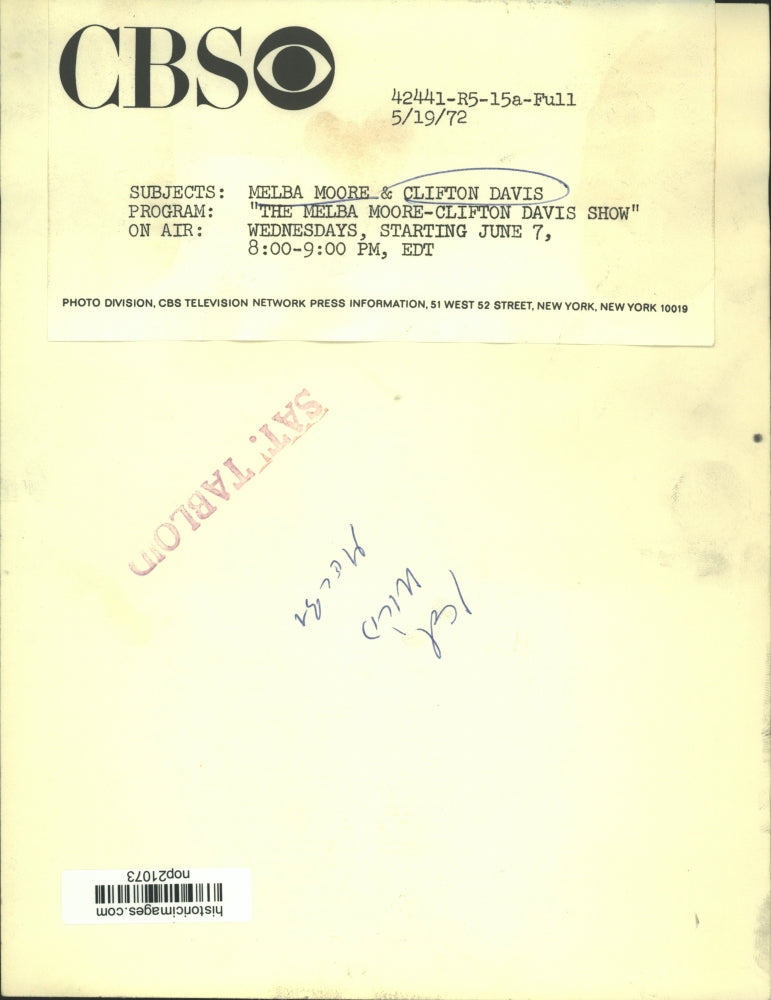 CBS
42441-R5-15a-Full
5/19/72
SUBJECTS: MELBA MOORE & CLIFTON DAVIS
PROGRAM: "THE MELBA MOORE-CLIFTON DAVIS SHOW"
ON AIR: WEDNESDAYS, STARTING JUNE 7,
8:00-9:00 PM, EDT
PHOTO DIVISION, CBS TELEVISION NETWORK PRESS INFORMATION, 51 WEST 52 STREET, NEW YORK, NEW YORK 10019
SAT. TABLOID
MELBA
historicimages.com
nop21073